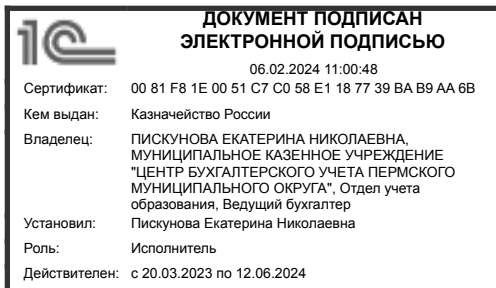 1С
ДОКУМЕНТ ПОДПИСАН
ЭЛЕКТРОННОЙ ПОДПИСЬЮ
06.02.2024 11:00:48
Сертификат: 00 81 F8 1E 00 51 C7 C0 58 E1 18 77 39 BA B9 AA 6B
Кем выдан: Казначейство России
Владелец: ПИСКУНОВА ЕКАТЕРИНА НИКОЛАЕВНА,
МУНИЦИПАЛЬНОЕ КАЗЕННОЕ УЧРЕЖДЕНИЕ
"ЦЕНТР БУХГАЛТЕРСКОГО УЧЕТА ПЕРМСКОГО
МУНИЦИПАЛЬНОГО ОКРУГА", Отдел учета
образования, Ведущий бухгалтер
Установил: Пискунова Екатерина Николаевна
Роль: Исполнитель
Действителен: с 20.03.2023 по 12.06.2024